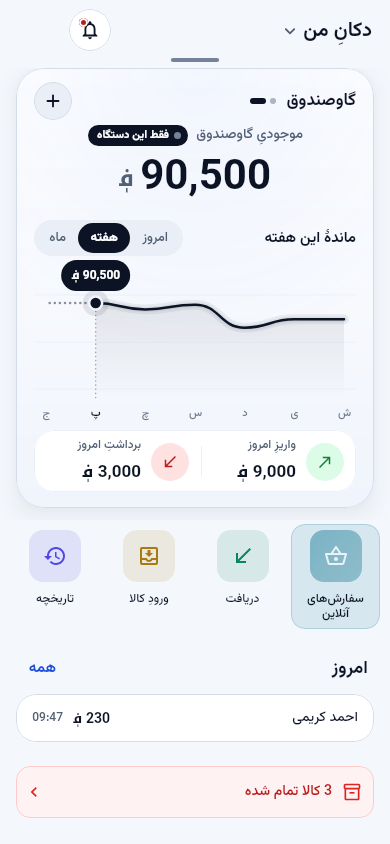 دکانِ من
گاوصندوق
موجودیِ گاوصندوق فقط این دستگاه
90,500 ؋
ماندهٔ این هفته
امروز هفته ماه
90,500 ؋
ش ی د س چ پ ج
واریزِ امروز
9,000 ؋
برداشتِ امروز
3,000 ؋
سفارش‌های آنلاین
دریافت
ورودِ کالا
تاریخچه
امروز همه
احمد کریمی 230 ؋ 09:47
3 کالا تمام شده